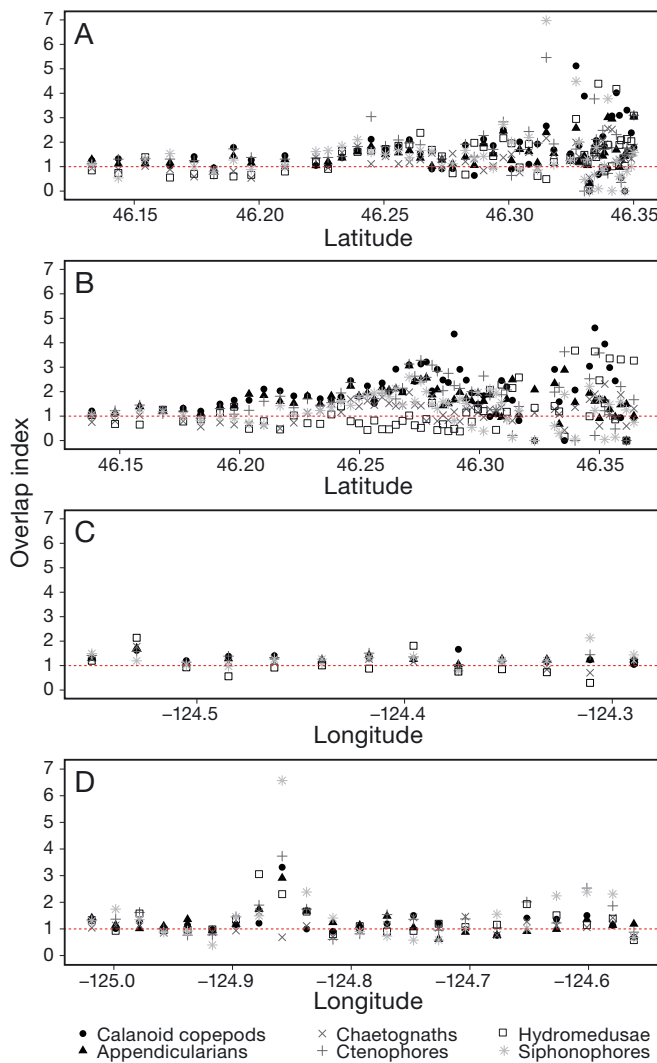 A
7
6
5
4
3
2
1
0
46.15 46.20 46.25 46.30 46.35
Latitude
B
7
6
5
4
3
2
1
0
46.15 46.20 46.25 46.30 46.35
Latitude
Overlap index
C
7
6
5
4
3
2
1
0
−124.5 −124.4 −124.3
Longitude
D
7
6
5
4
3
2
1
0
−125.0 −124.9 −124.8 −124.7 −124.6
Longitude
Calanoid copepods Chaetognaths Hydromedusae
Appendicularians Ctenophores Siphonophores